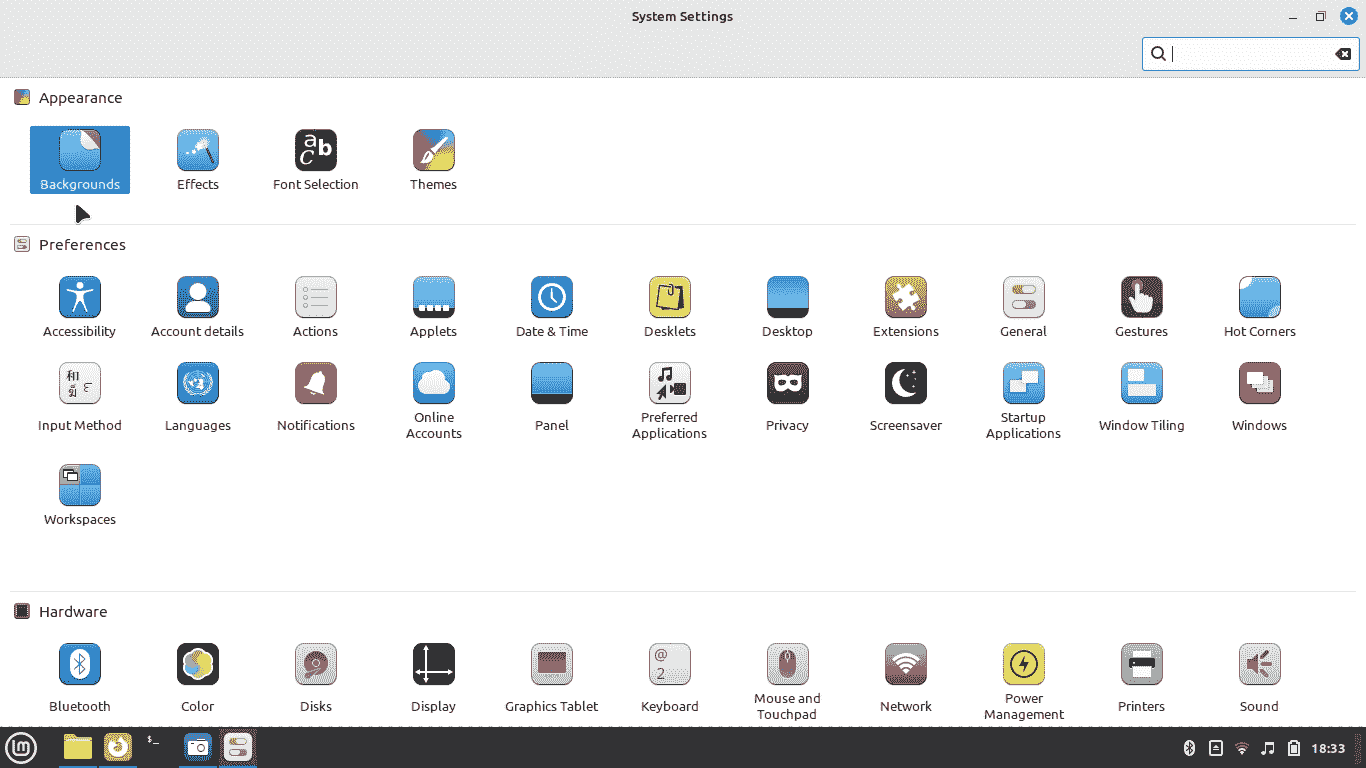 System Settings
Appearance
Backgrounds
Effects
Font Selection
Themes
Preferences
Accessibility
Account details
Actions
Applets
Date & Time
Desklets
Desktop
Extensions
General
Gestures
Hot Corners
Input Method
Languages
Notifications
Online
Accounts
Panel
Preferred
Applications
Privacy
Screensaver
Startup
Applications
Window Tiling
Windows
Workspaces
Hardware
Bluetooth
Color
Disks
Display
Graphics Tablet
@
2
Keyboard
Mouse and
Touchpad
Network
Power
Management
Printers
Sound
$_
18:33